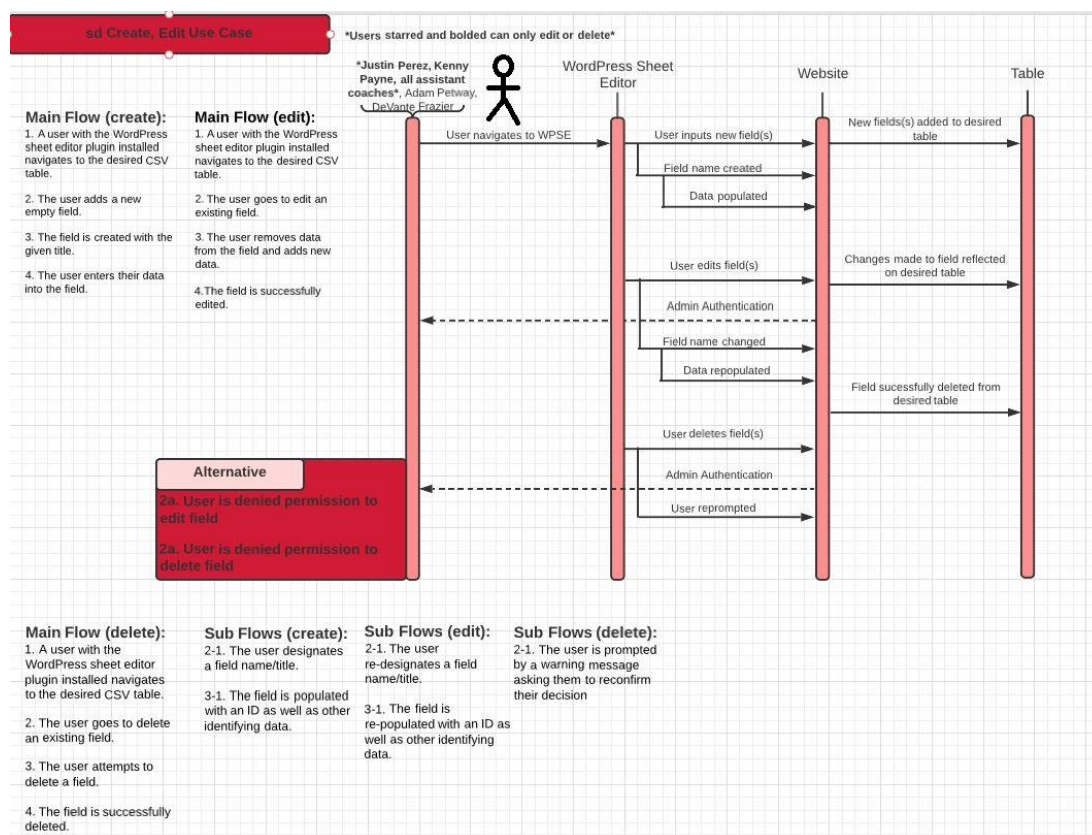 sd Create, Edit Use Case
*Users starred and bolded can only edit or delete*
*Justin Perez, Kenny
Payne, all assistant
coaches*, Adam Petway,
DeVante Frazier
WordPress Sheet
Editor
Website
Table
Main Flow (create):
1. A user with the WordPress
sheet editor plugin installed
navigates to the desired CSV
table.
2. The user adds a new
empty field.
3. The field is created with the
given title.
4. The user enters their data
into the field.
Main Flow (edit):
1. A user with the WordPress
sheet editor plugin installed
navigates to the desired CSV
table.
2. The user goes to edit an
existing field.
3. The user removes data
from the field and adds new
data.
4.The field is successfully
edited.
User navigates to WPSE
User inputs new field(s)
New fields(s) added to desired
table
Field name created
Data populated
User edits field(s)
Changes made to field reflected
on desired table
Admin Authentication
Field name changed
Data repopulated
Field sucessfully deleted from
desired table
User deletes field(s)
Admin Authentication
User reprompted
Alternative
2a. User is denied permission to
edit field
2a. User is denied permission to
delete field
Main Flow (delete):
1. A user with the
WordPress sheet editor
plugin installed navigates
to the desired CSV table.
2. The user goes to delete
an existing field.
3. The user attempts to
delete a field.
4. The field is successfully
deleted.
Sub Flows (create):
2-1. The user designates
a field name/title.
3-1. The field is populated
with an ID as well as other
identifying data.
Sub Flows (edit):
2-1. The user
re-designates a field
name/title.
3-1. The field is
re-populated with an ID as
well as other identifying
data.
Sub Flows (delete):
2-1. The user is prompted
by a warning message
asking them to reconfirm
their decision